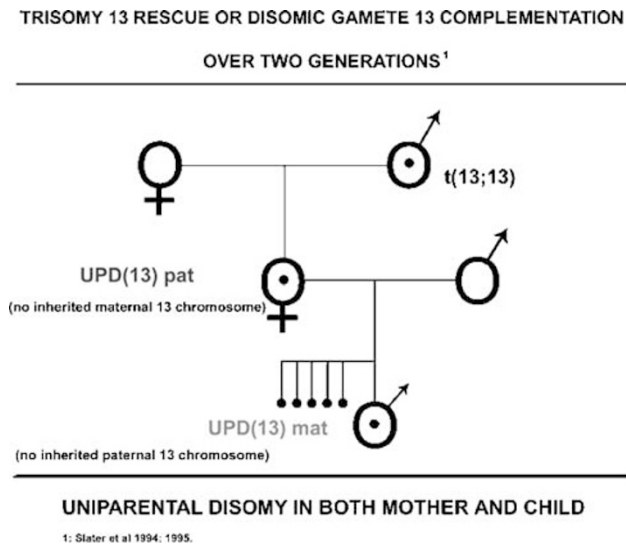 TRISOMY 13 RESCUE OR DISOMIC GAMETE 13 COMPLEMENTATION
OVER TWO GENERATIONS¹
t(13;13)
UPD(13) pat
(no inherited maternal 13 chromosome)
UPD(13) mat
(no inherited paternal 13 chromosome)
UNIPARENTAL DISOMY IN BOTH MOTHER AND CHILD
1: Slater et al 1994; 1995.